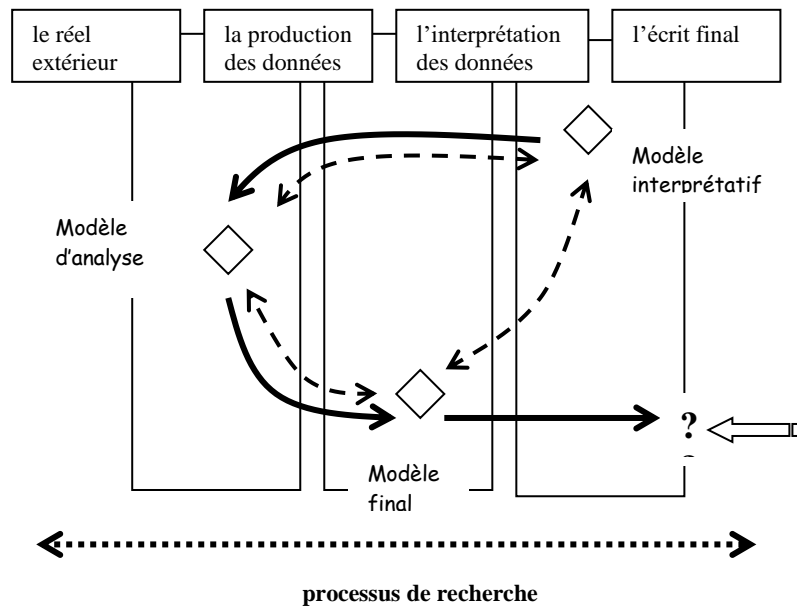 le réel
extérieur
la production
des données
l'interprétation
des données
l'écrit final
Modèle
interprétatif
Modèle
d'analyse
?
Modèle
final
processus de recherche